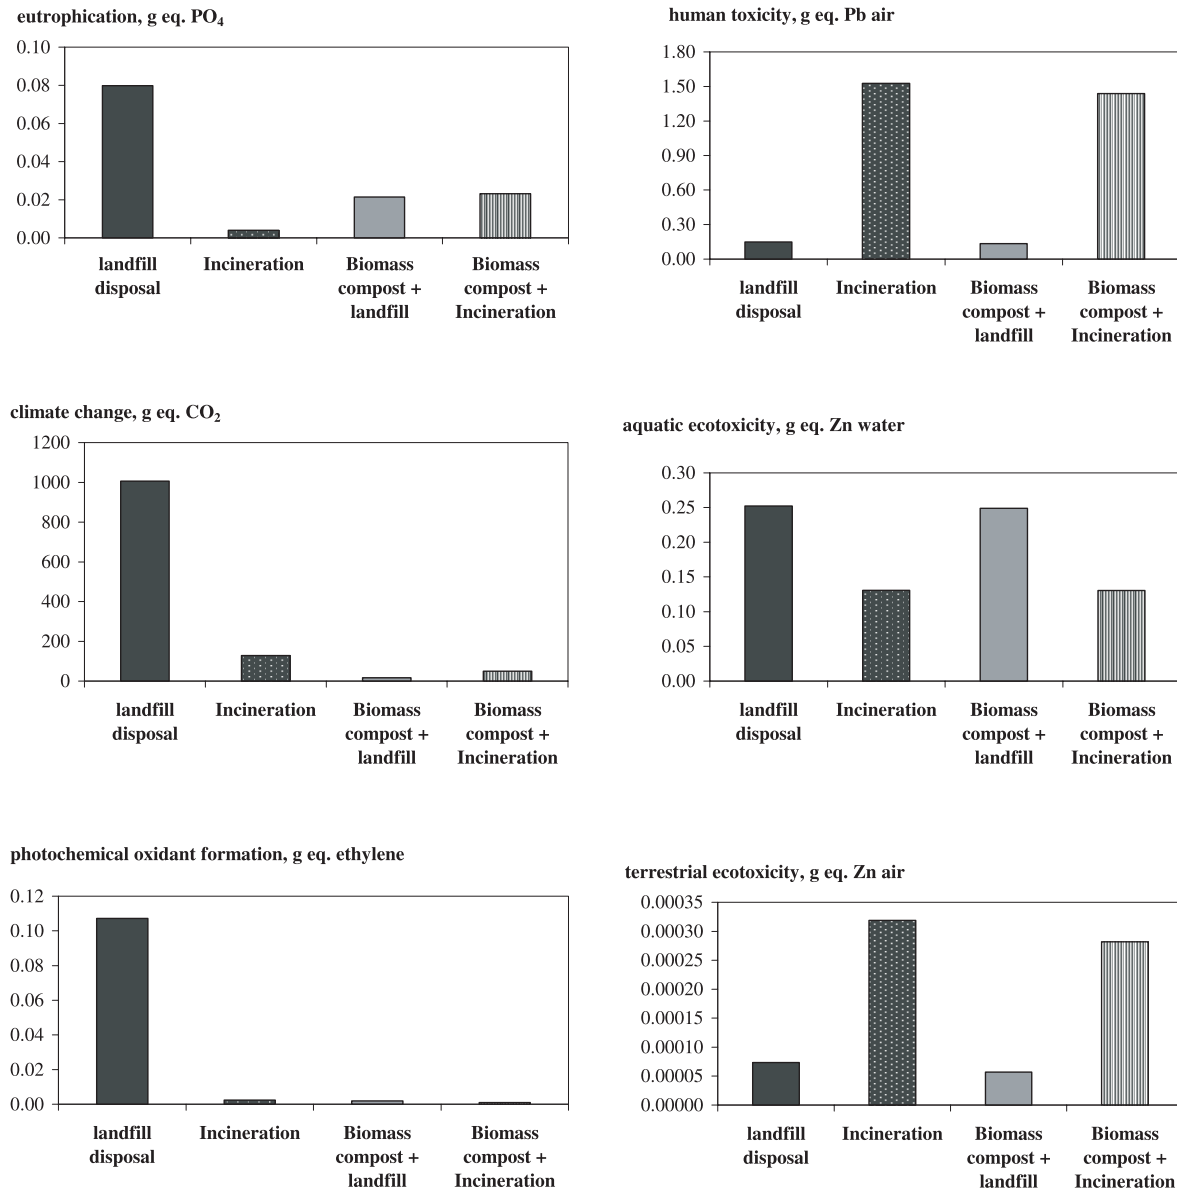 eutrophication, g eq. PO4
0.10
0.08
0.06
0.04
0.02
0.00
landfill disposal
Incineration
Biomass compost + landfill
Biomass compost + Incineration
human toxicity, g eq. Pb air
1.80
1.50
1.20
0.90
0.60
0.30
0.00
landfill disposal
Incineration
Biomass compost + landfill
Biomass compost + Incineration
climate change, g eq. CO2
1200
1000
800
600
400
200
0
landfill disposal
Incineration
Biomass compost + landfill
Biomass compost + Incineration
aquatic ecotoxicity, g eq. Zn water
0.30
0.25
0.20
0.15
0.10
0.05
0.00
landfill disposal
Incineration
Biomass compost + landfill
Biomass compost + Incineration
photochemical oxidant formation, g eq. ethylene
0.12
0.10
0.08
0.06
0.04
0.02
0.00
landfill disposal
Incineration
Biomass compost + landfill
Biomass compost + Incineration
terrestrial ecotoxicity, g eq. Zn air
0.00035
0.00030
0.00025
0.00020
0.00015
0.00010
0.00005
0.00000
landfill disposal
Incineration
Biomass compost + landfill
Biomass compost + Incineration